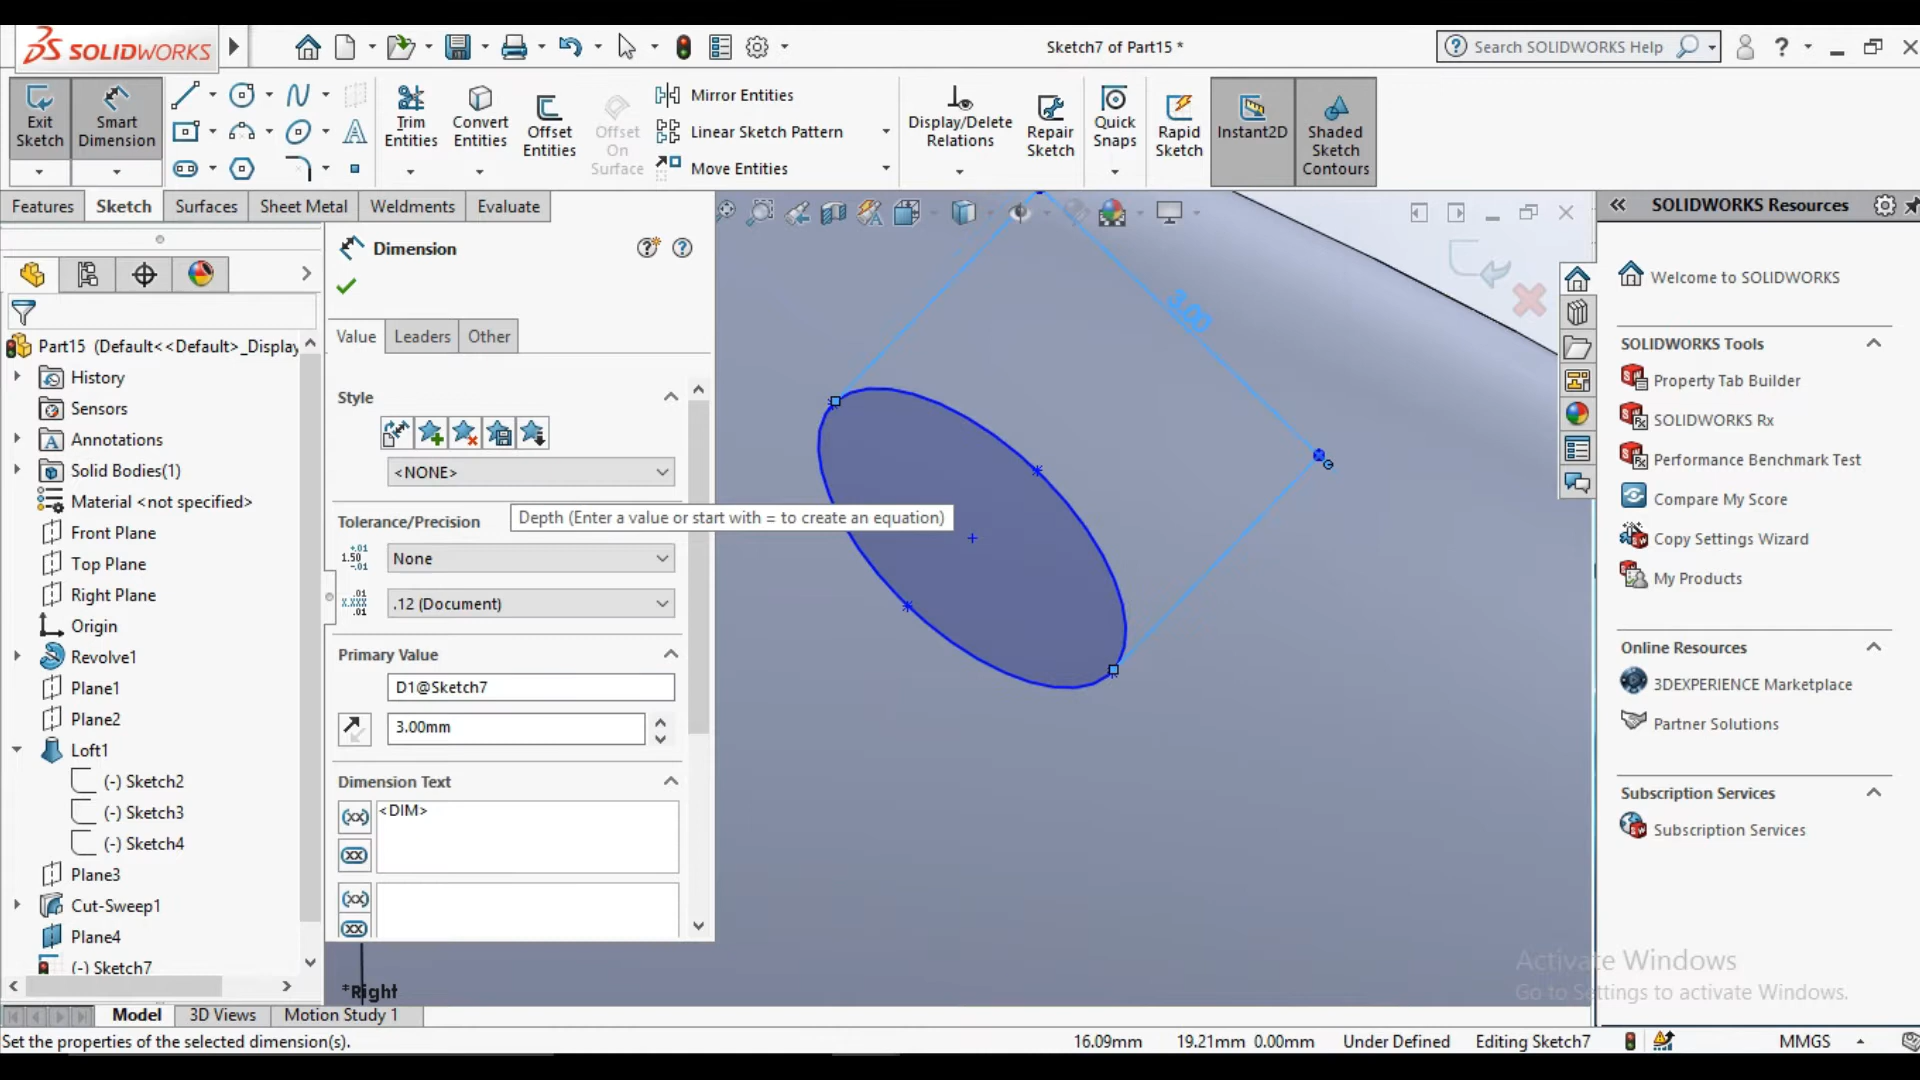 SOLIDWORKS
Sketch7 of Part15 *
Search SOLIDWORKS Help
Exit Sketch
Smart Dimension
Trim Entities
Convert Entities
Offset Entities
Offset On Surface
Mirror Entities
Linear Sketch Pattern
Move Entities
Display/Delete Relations
Repair Sketch
Quick Snaps
Rapid Sketch
Instant2D
Shaded Sketch Contours
Features
Sketch
Surfaces
Sheet Metal
Weldments
Evaluate
Part15 (Default<<Default>_Display
History
Sensors
Annotations
Solid Bodies(1)
Material <not specified>
Front Plane
Top Plane
Right Plane
Origin
Revolve1
Plane1
Plane2
Loft1
(-) Sketch2
(-) Sketch3
(-) Sketch4
Plane3
Cut-Sweep1
Plane4
(-) Sketch7
Dimension
Value
Leaders
Other
Style
<NONE>
Tolerance/Precision
Depth (Enter a value or start with = to create an equation)
None
.12 (Document)
Primary Value
D1@Sketch7
3.00mm
Dimension Text
<DIM>
3.00
*Right
SOLIDWORKS Resources
Welcome to SOLIDWORKS
SOLIDWORKS Tools
Property Tab Builder
SOLIDWORKS Rx
Performance Benchmark Test
Compare My Score
Copy Settings Wizard
My Products
Online Resources
3DEXPERIENCE Marketplace
Partner Solutions
Subscription Services
Subscription Services
Activate Windows
Go to Settings to activate Windows.
Model
3D Views
Motion Study 1
Set the properties of the selected dimension(s).
16.09mm
19.21mm 0.00mm
Under Defined
Editing Sketch7
MMGS